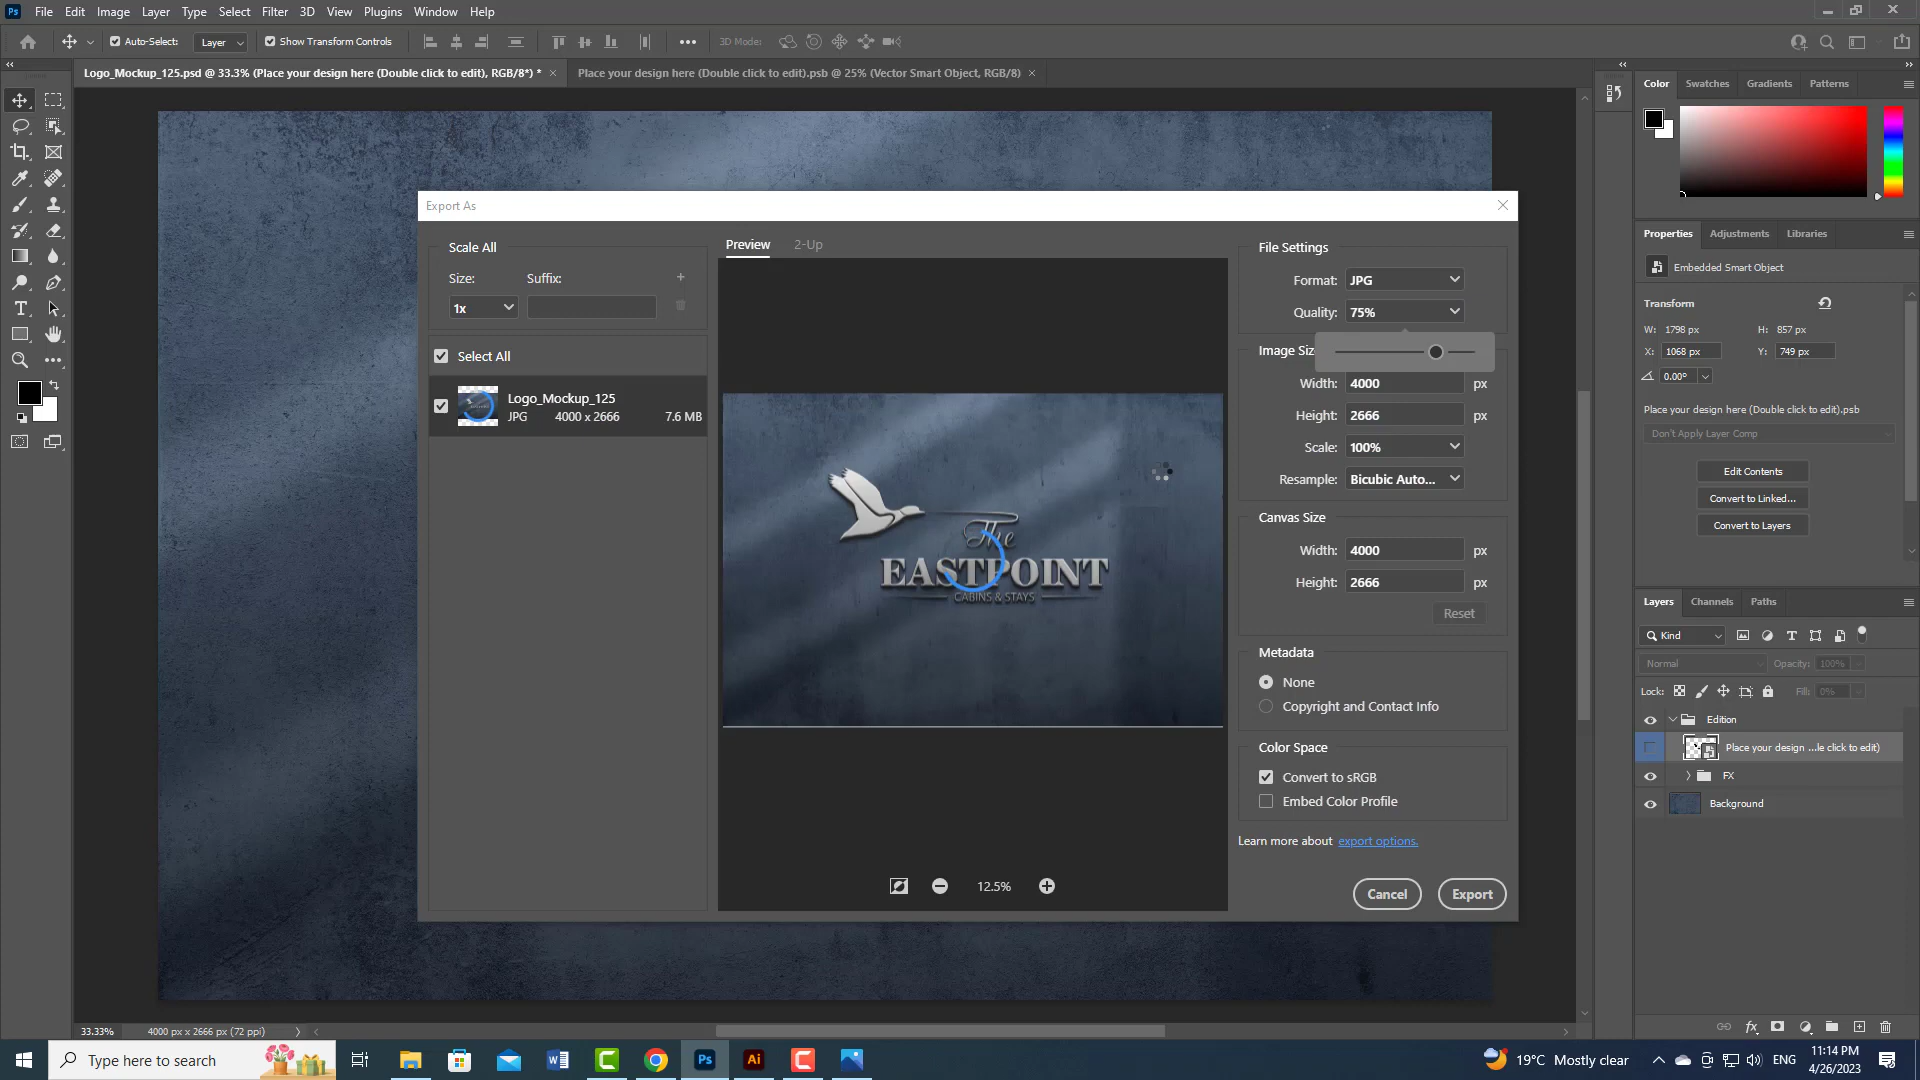 Ps File Edit Image Layer Type Select Filter 3D View Plugins Window Help
Auto-Select: Layer Show Transform Controls 3D Mode:
Logo_Mockup_125.psd @ 33.3% (Place your design here (Double click to edit), RGB/8*) * Place your design here (Double click to edit).psb @ 25% (Vector Smart Object, RGB/8)
Export As
Scale All
Size: Suffix:
1x
Select All
Logo_Mockup_125
JPG 4000 x 2666 7.6 MB
Preview 2-Up
The
EASTPOINT
CABINS & STAYS
12.5%
File Settings
Format: JPG
Quality: 75%
Image Siz
Width: 4000 px
Height: 2666 px
Scale: 100%
Resample: Bicubic Auto...
Canvas Size
Width: 4000 px
Height: 2666 px
Reset
Metadata
None
Copyright and Contact Info
Color Space
Convert to sRGB
Embed Color Profile
Learn more about export options.
Cancel Export
Color Swatches Gradients Patterns
Properties Adjustments Libraries
Embedded Smart Object
Transform
W: 1798 px H: 857 px
X: 1068 px Y: 749 px
0.00°
Place your design here (Double click to edit).psb
Don't Apply Layer Comp
Edit Contents
Convert to Linked...
Convert to Layers
Layers Channels Paths
Kind
Normal Opacity: 100%
Lock: Fill: 0%
Edition
Place your design ...le click to edit)
FX
Background
33.33% 4000 px x 2666 px (72 ppi)
Type here to search
Ps Ai
19°C Mostly clear ENG 11:14 PM
4/26/2023